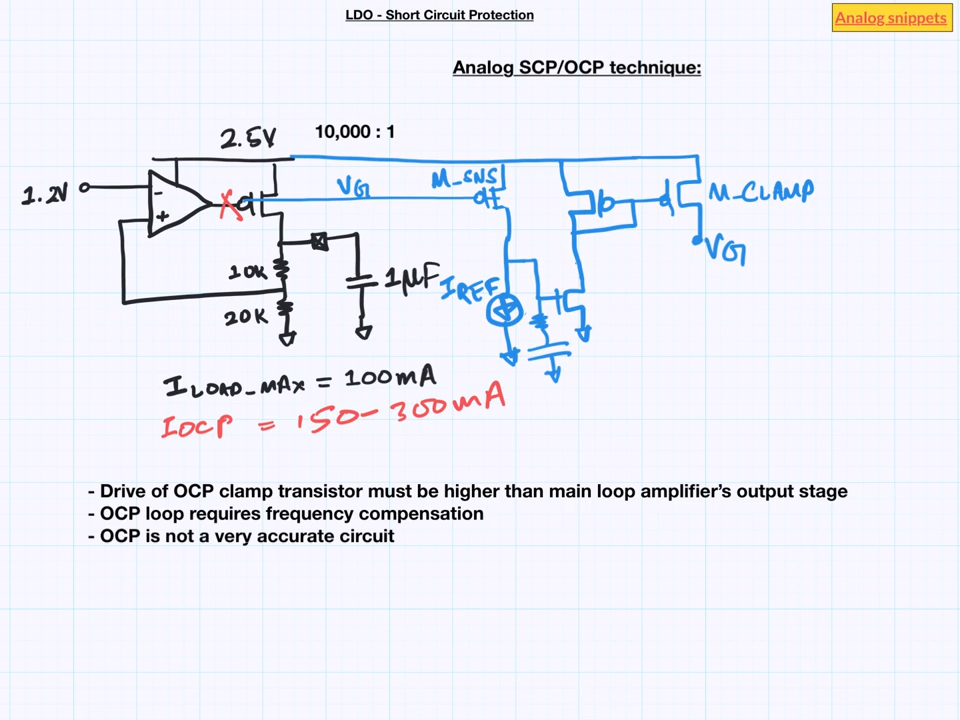 LDO - Short Circuit Protection
Analog snippets
Analog SCP/OCP technique:
2.5V
10,000 : 1
1.2V
-
+
VG
M_SNS
M-CLAMP
VG
10K
1µF
IREF
20K
ILOAD_MAX = 100mA
IOCP = 150-300mA
- Drive of OCP clamp transistor must be higher than main loop amplifier's output stage
- OCP loop requires frequency compensation
- OCP is not a very accurate circuit